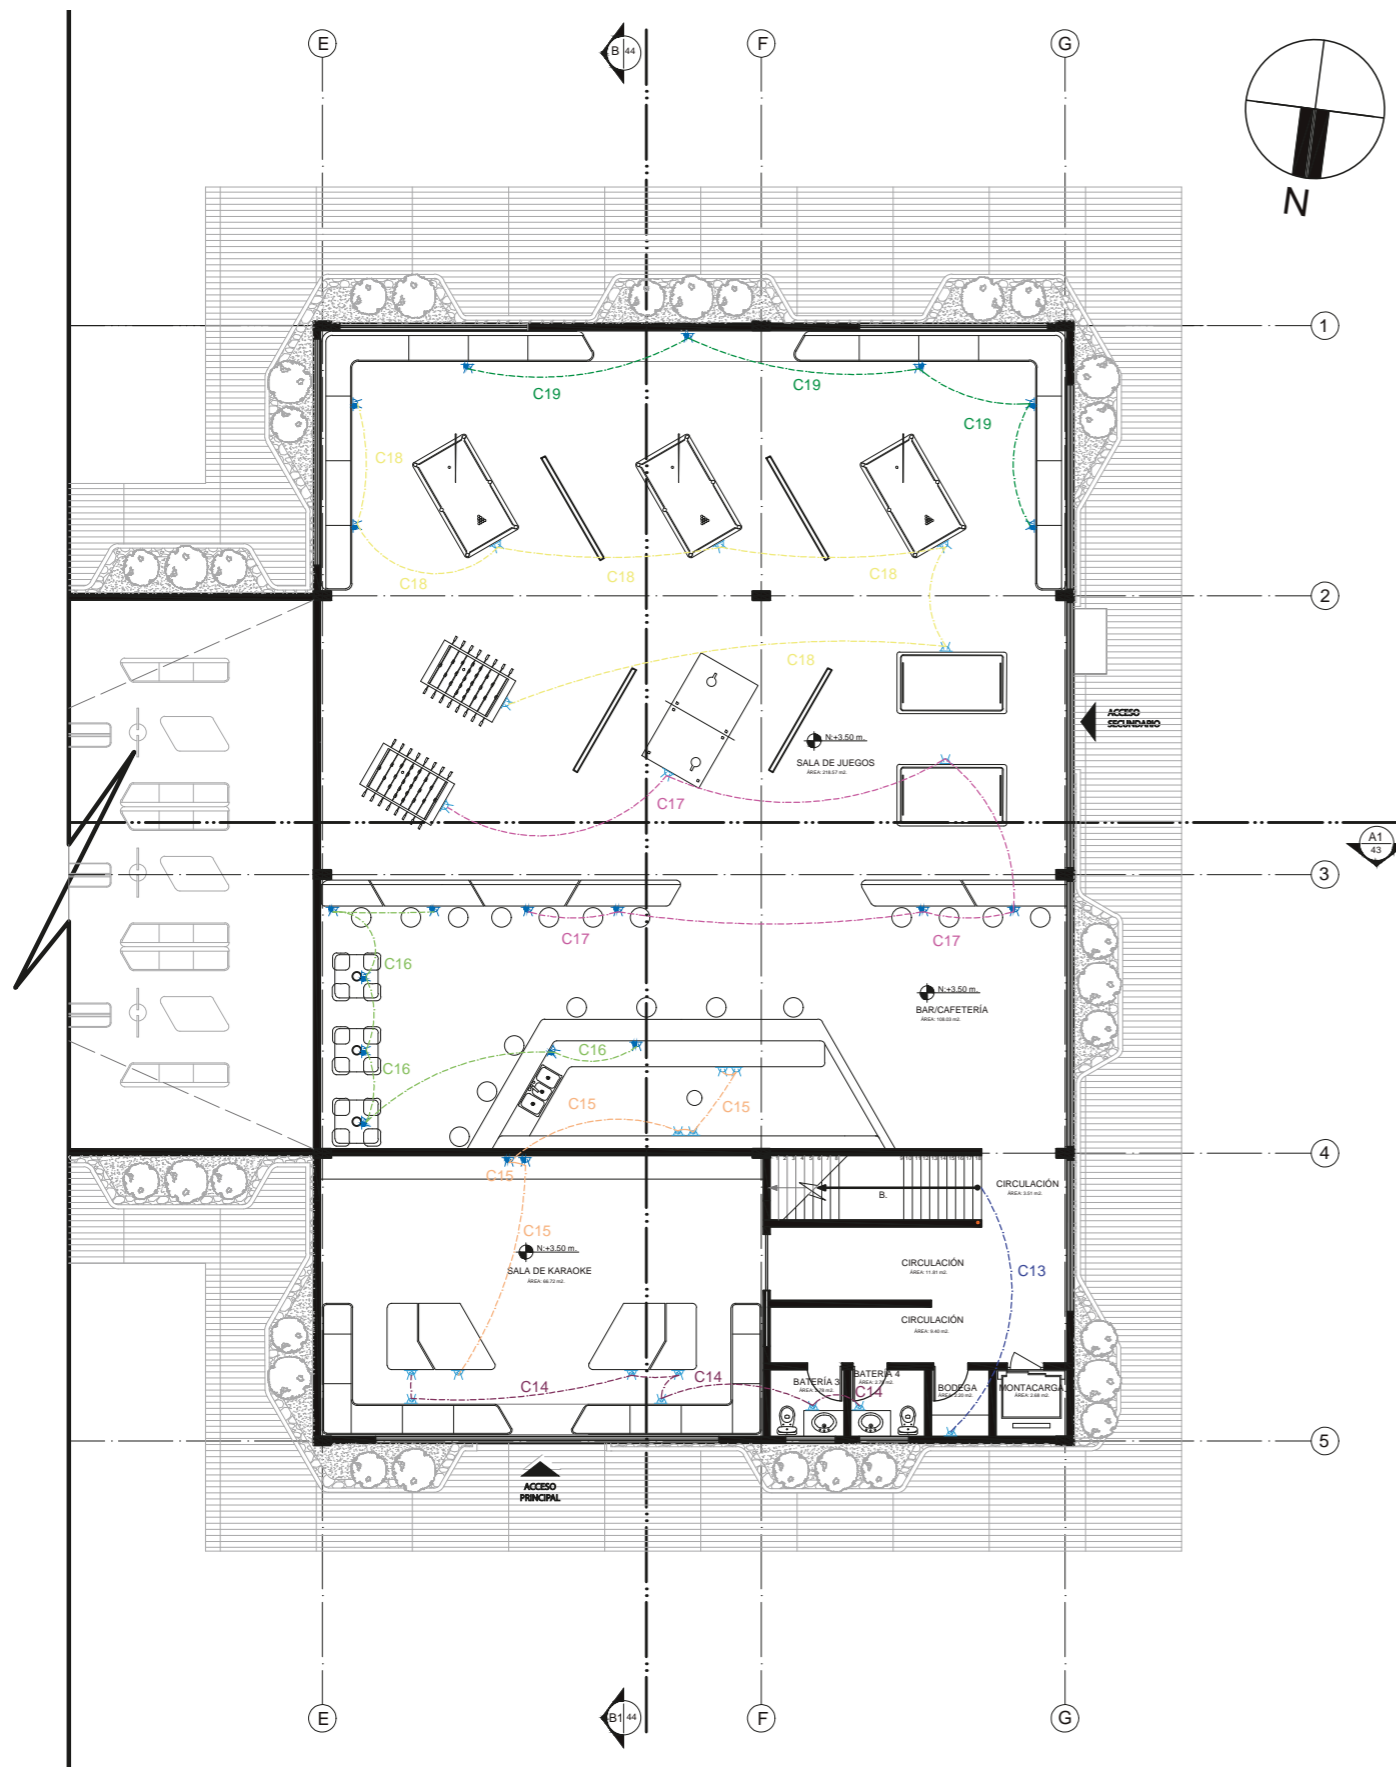 E
B 44
F
G
N
1
C19
C19
C19
C18
C18
C18
C18
2
C18
ACCESO
SECUNDARIO
N:+3.50 m.
SALA DE JUEGOS
C17
A1
43
3
C17
C17
C16
N:+3.50 m.
BAR/CAFETERÍA
C16
C16
C15
C15
4
C15
B.
CIRCULACIÓN
C15
N:+3.50 m.
SALA DE KARAOKE
CIRCULACIÓN
C13
CIRCULACIÓN
C14
C14
C14
BATERÍA 3
BATERÍA 4
BODEGA
MONTACARGA
5
ACCESO
PRINCIPAL
E
B1 44
F
G